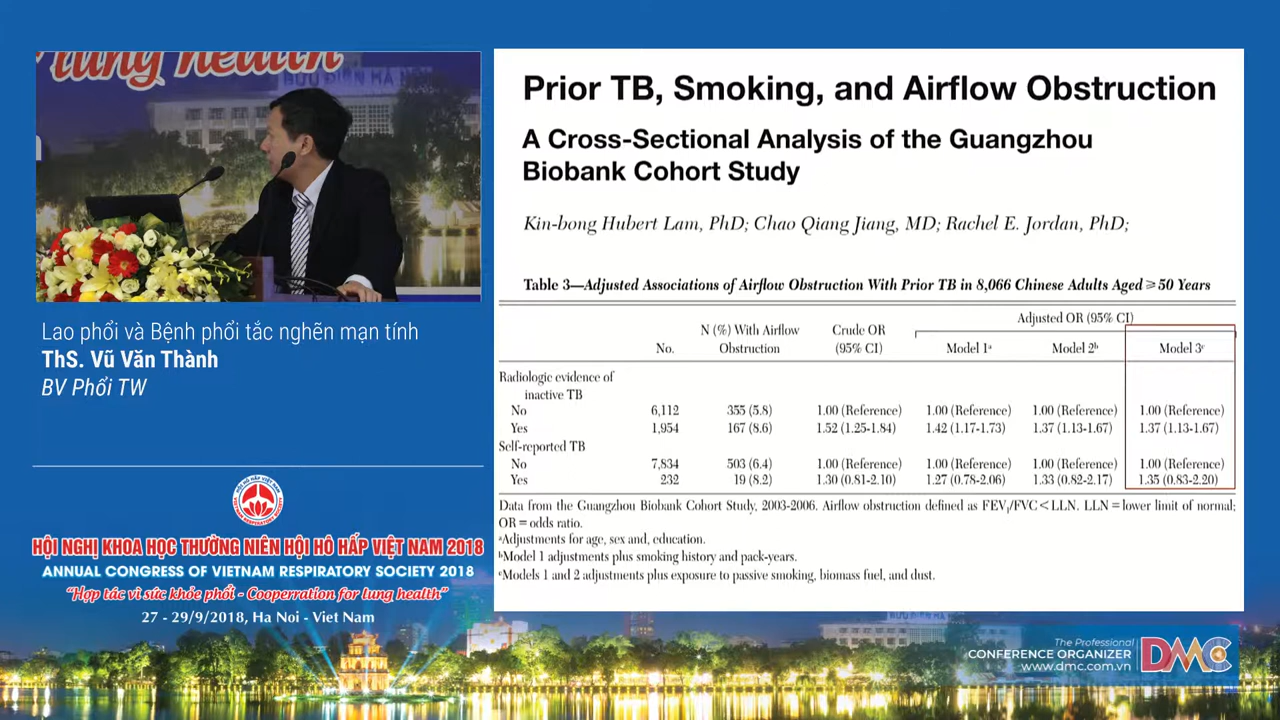 lung health
BƯU ĐIỆN HÀ NỘI
Lao phổi và Bệnh phổi tắc nghẽn mạn tính
ThS. Vũ Văn Thành
BV Phổi TW
HỘI HÔ HẤP VIỆT NAM
HỘI NGHỊ KHOA HỌC THƯỜNG NIÊN HỘI HÔ HẤP VIỆT NAM 2018
ANNUAL CONGRESS OF VIETNAM RESPIRATORY SOCIETY 2018
“Hợp tác vì sức khỏe phổi - Cooperration for lung health”
27 - 29/9/2018, Ha Noi - Viet Nam
Prior TB, Smoking, and Airflow Obstruction
A Cross-Sectional Analysis of the Guangzhou
Biobank Cohort Study
Kin-bong Hubert Lam, PhD; Chao Qiang Jiang, MD; Rachel E. Jordan, PhD;
Table 3—Adjusted Associations of Airflow Obstruction With Prior TB in 8,066 Chinese Adults Aged ≥ 50 Years
Adjusted OR (95% CI)
N (%) With Airflow Crude OR
No. Obstruction (95% CI) Model 1ᵃ Model 2ᵇ Model 3ᶜ
Radiologic evidence of
inactive TB
No 6,112 355 (5.8) 1.00 (Reference) 1.00 (Reference) 1.00 (Reference) 1.00 (Reference)
Yes 1,954 167 (8.6) 1.52 (1.25-1.84) 1.42 (1.17-1.73) 1.37 (1.13-1.67) 1.37 (1.13-1.67)
Self-reported TB
No 7,834 503 (6.4) 1.00 (Reference) 1.00 (Reference) 1.00 (Reference) 1.00 (Reference)
Yes 232 19 (8.2) 1.30 (0.81-2.10) 1.27 (0.78-2.06) 1.33 (0.82-2.17) 1.35 (0.83-2.20)
Data from the Guangzhou Biobank Cohort Study, 2003-2006. Airflow obstruction defined as FEV₁/FVC < LLN. LLN = lower limit of normal;
OR = odds ratio.
ᵃAdjustments for age, sex and, education.
ᵇModel 1 adjustments plus smoking history and pack-years.
ᶜModels 1 and 2 adjustments plus exposure to passive smoking, biomass fuel, and dust.
The Professional
CONFERENCE ORGANIZER
www.dmc.com.vn
DMC